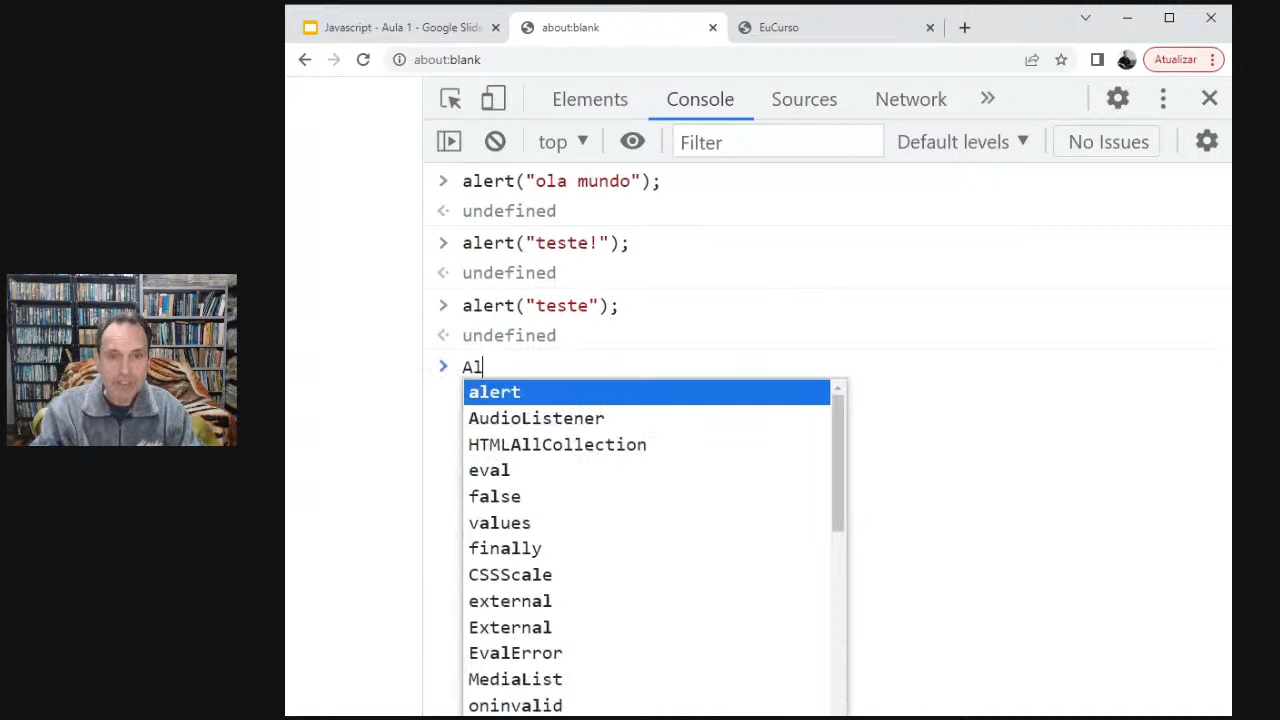 Javascript - Aula 1 - Google Slide
about:blank
EuCurso
about:blank
Atualizar
Elements
Console
Sources
Network
top
Filter
Default levels
No Issues
alert("ola mundo");
undefined
alert("teste!");
undefined
alert("teste");
undefined
Al
alert
AudioListener
HTMLAllCollection
eval
false
values
finally
CSSScale
external
External
EvalError
MediaList
oninvalid